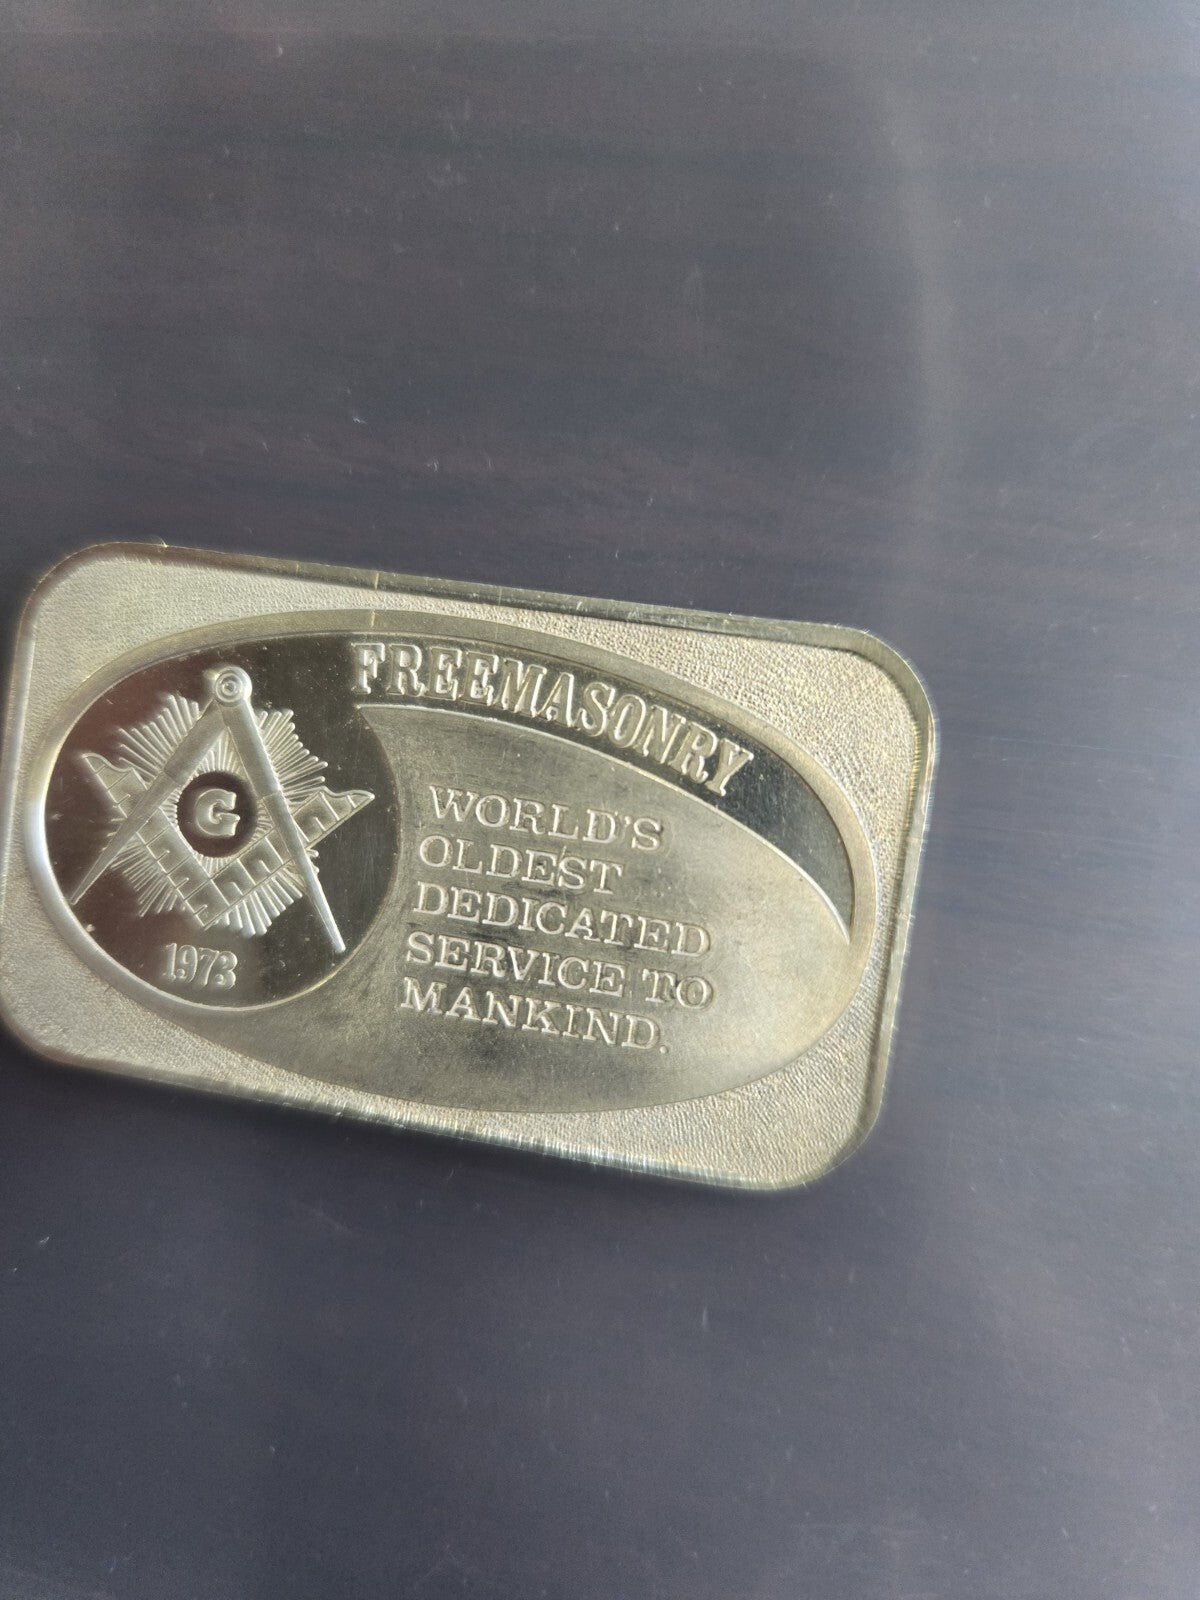 FREEMASONRY
G
1973
WORLD'S
OLDEST
DEDICATED
SERVICE TO
MANKIND.